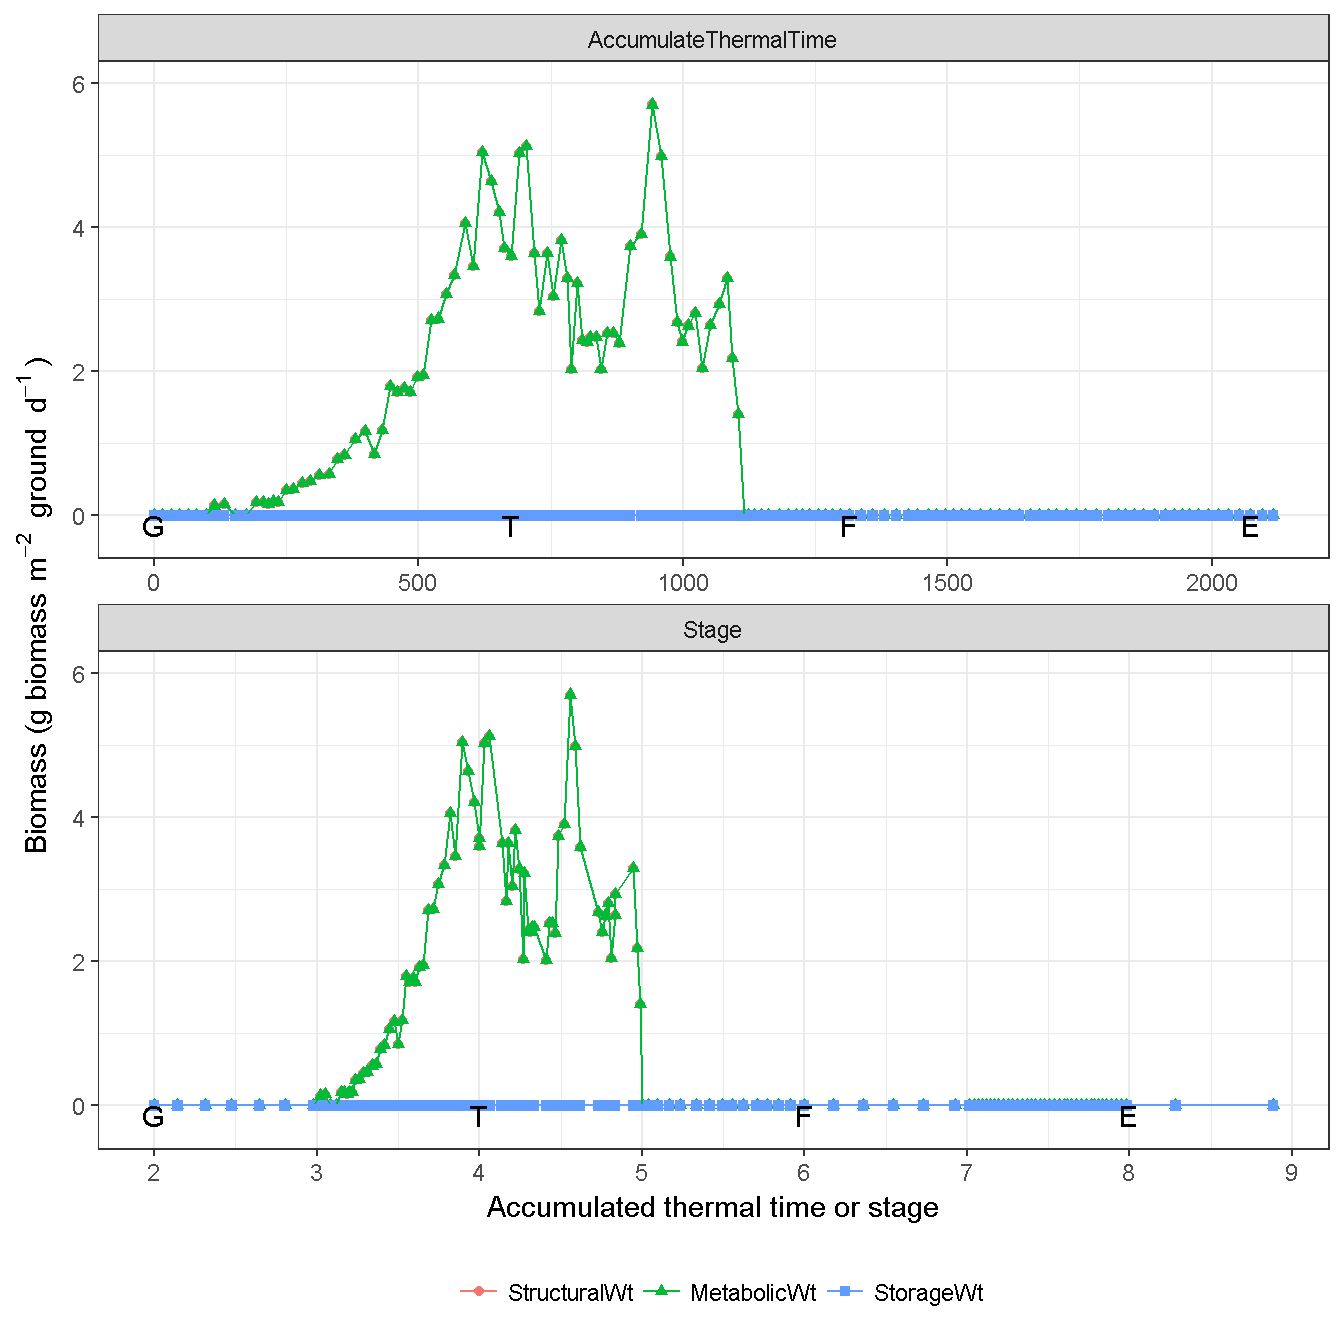 AccumulateThermalTime
6
4
2
0
G T F E
0 500 1000 1500 2000
Stage
6
4
2
0
G T F E
2 3 4 5 6 7 8 9
Biomass (g biomass m⁻² ground d⁻¹ )
Accumulated thermal time or stage
StructuralWt MetabolicWt StorageWt